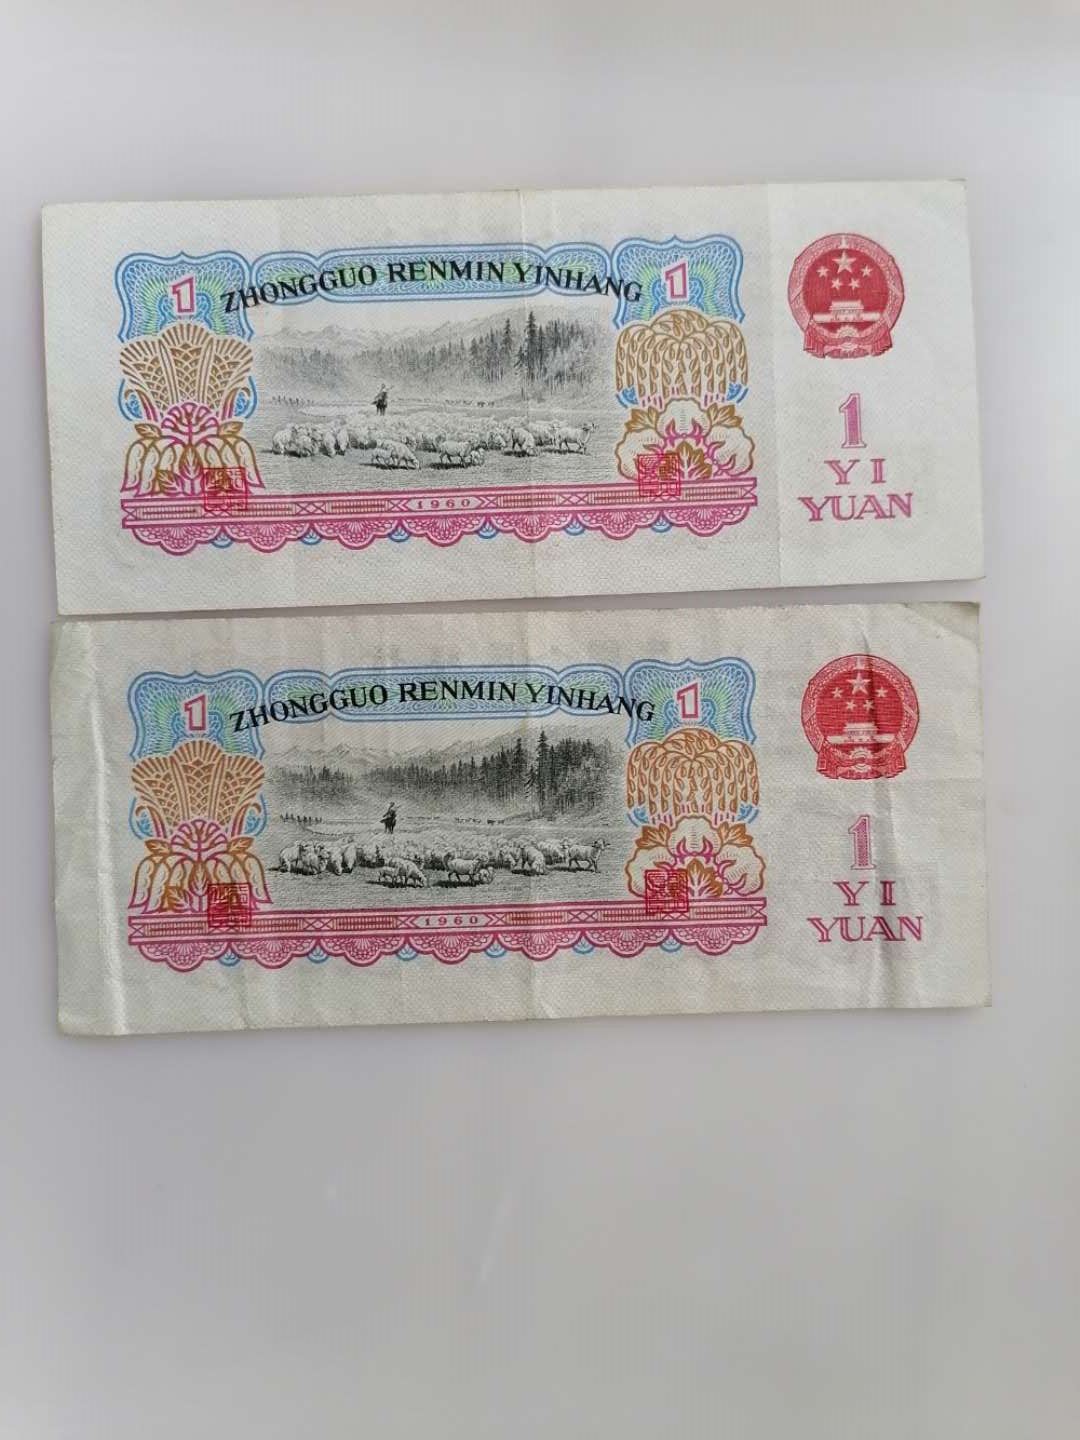 1 ZHONGGUO RENMIN YINHANG 1
1
YI
YUAN
1960
1 ZHONGGUO RENMIN YINHANG 1
1
YI
YUAN
1960